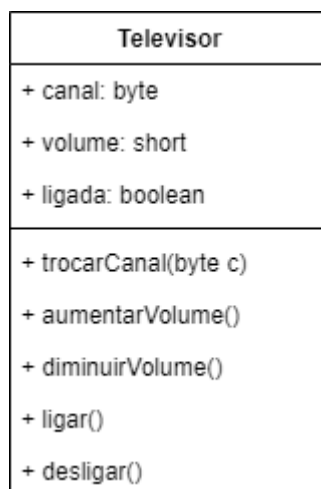 Televisor
+ canal: byte
+ volume: short
+ ligada: boolean
+ trocarCanal(byte c)
+ aumentarVolume()
+ diminuirVolume()
+ ligar()
+ desligar()